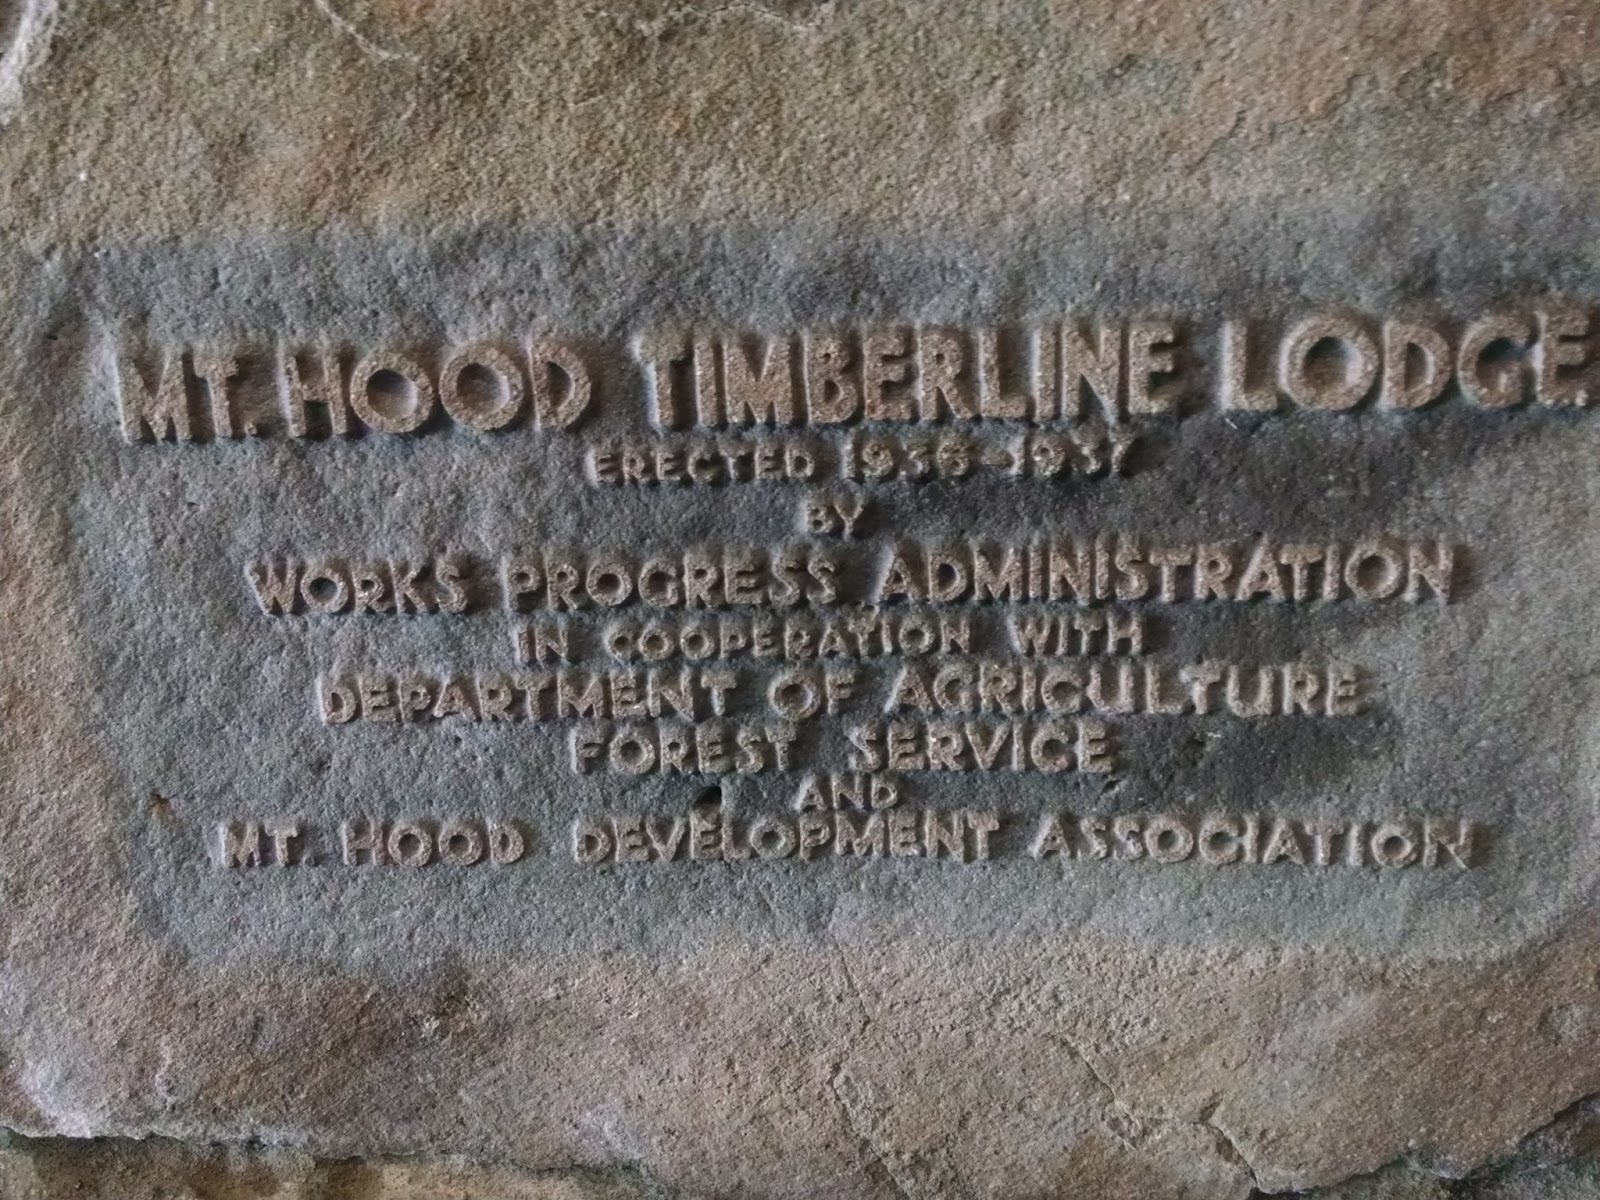 MT. HOOD TIMBERLINE LODGE
ERECTED 1936-1937
BY
WORKS PROGRESS ADMINISTRATION
IN COOPERATION WITH
DEPARTMENT OF AGRICULTURE
FOREST SERVICE
AND
MT. HOOD DEVELOPMENT ASSOCIATION